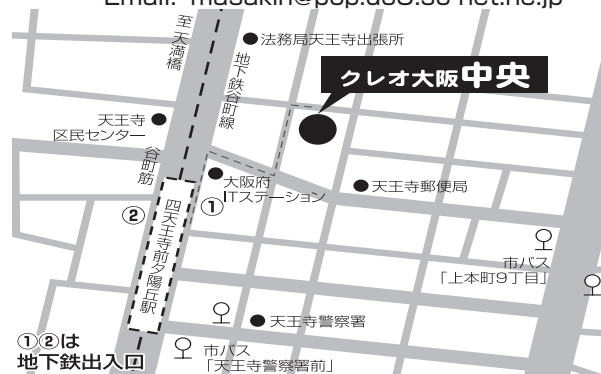 Email: masukin@pop.d08.so-net.ne.jp
至天満橋
法務局天王寺出張所
地下鉄谷町線
クレオ大阪中央
天王寺
区民センター
谷町筋
大阪府
ITステーション
天王寺郵便局
①
②
四天王寺前夕陽丘駅
市バス
「上本町9丁目」
天王寺警察署
①②は
地下鉄出入口
市バス
「天王寺警察署前」